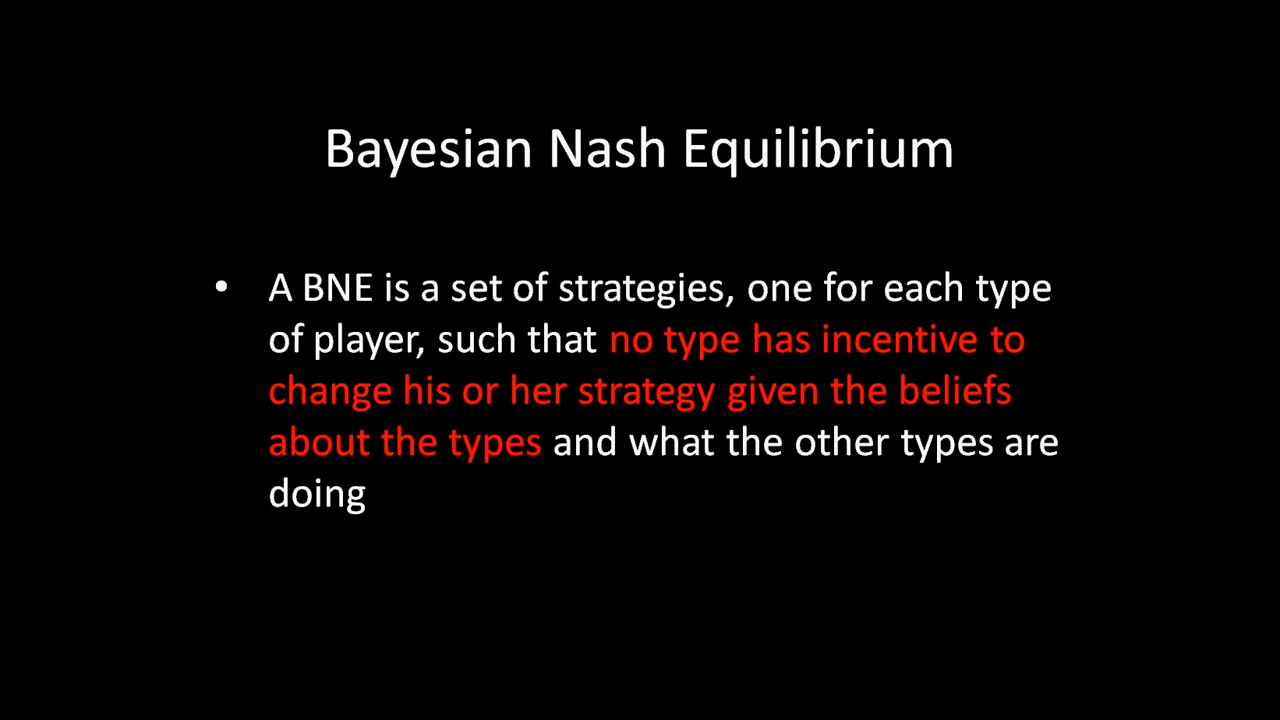 Bayesian Nash Equilibrium
• A BNE is a set of strategies, one for each type
of player, such that no type has incentive to
change his or her strategy given the beliefs
about the types and what the other types are
doing